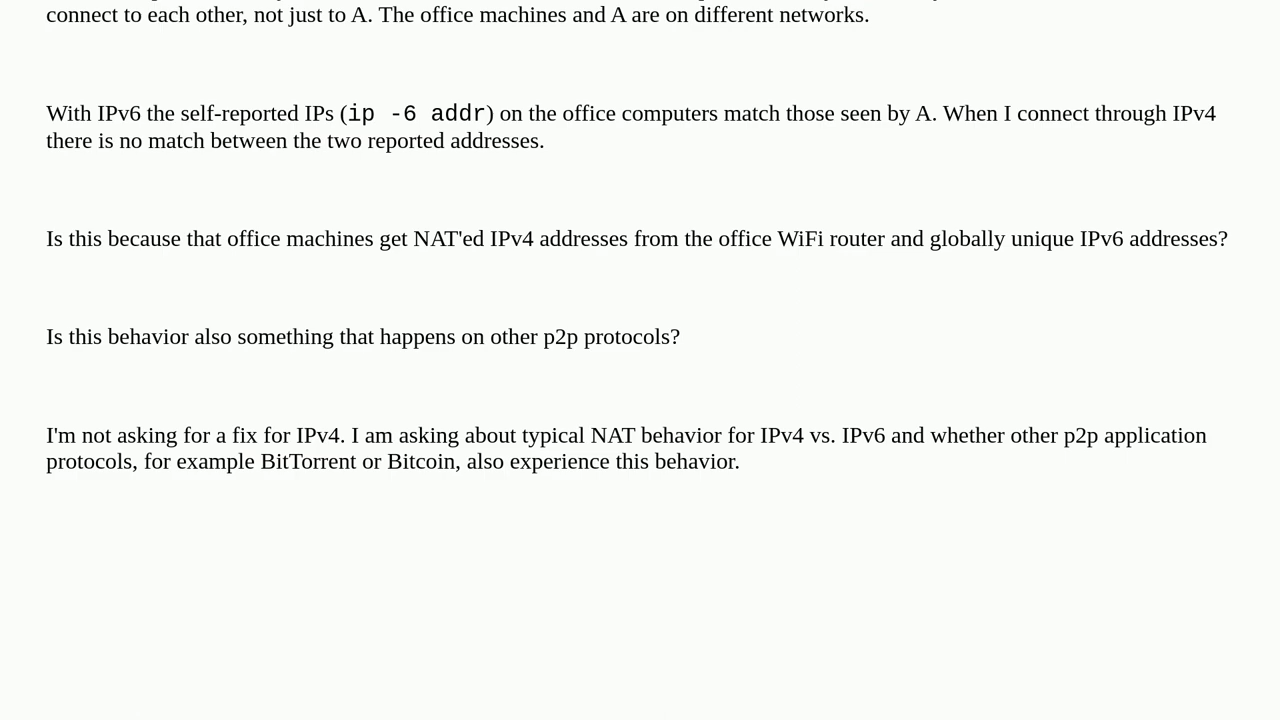 connect to each other, not just to A. The office machines and A are on different networks.
With IPv6 the self-reported IPs (ip -6 addr) on the office computers match those seen by A. When I connect through IPv4
there is no match between the two reported addresses.
Is this because that office machines get NAT'ed IPv4 addresses from the office WiFi router and globally unique IPv6 addresses?
Is this behavior also something that happens on other p2p protocols?
I'm not asking for a fix for IPv4. I am asking about typical NAT behavior for IPv4 vs. IPv6 and whether other p2p application
protocols, for example BitTorrent or Bitcoin, also experience this behavior.